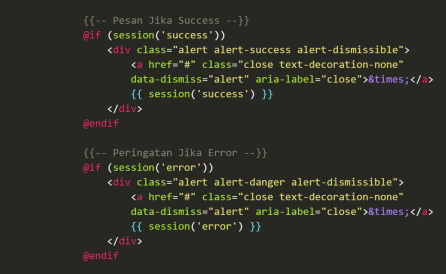 {{-- Pesan Jika Success --}}
@if (session('success'))
<div class="alert alert-success alert-dismissible">
<a href="#" class="close text-decoration-none"
data-dismiss="alert" aria-label="close">&times;</a>
{{ session('success') }}
</div>
@endif
{{-- Peringatan Jika Error --}}
@if (session('error'))
<div class="alert alert-danger alert-dismissible">
<a href="#" class="close text-decoration-none"
data-dismiss="alert" aria-label="close">&times;</a>
{{ session('error') }}
</div>
@endif